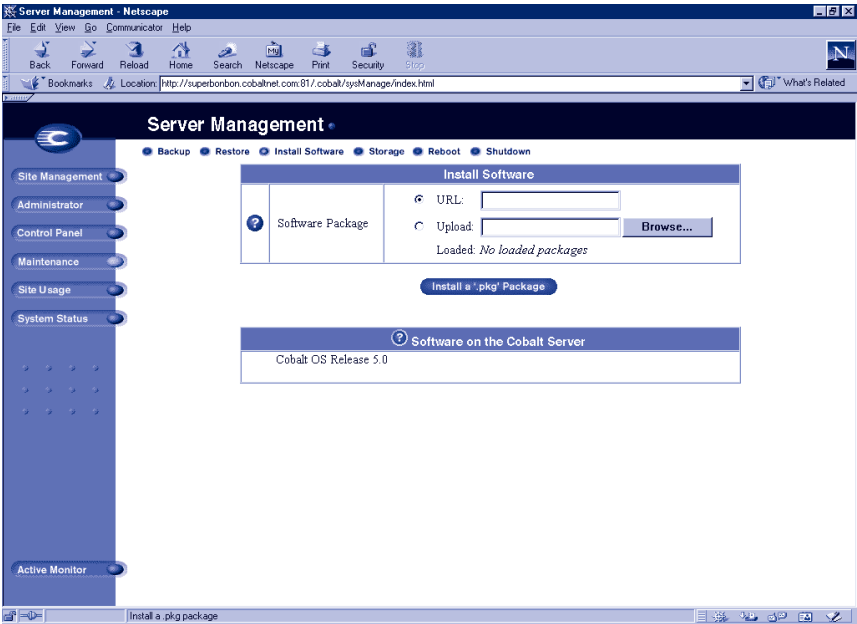 Server Management - Netscape
File Edit View Go Communicator Help
Back Forward Reload Home Search Netscape Print Security Stop
My
N
Bookmarks Location: http://superbonbon.cobaltnet.com:81/.cobalt/sysManage/index.html What's Related
Server Management
Backup Restore Install Software Storage Reboot Shutdown
Site Management
Administrator
Control Panel
Maintenance
Site Usage
System Status
Active Monitor
Install Software
? Software Package
URL:
Upload: Browse...
Loaded: No loaded packages
Install a '.pkg' Package
? Software on the Cobalt Server
Cobalt OS Release 5.0
Install a .pkg package